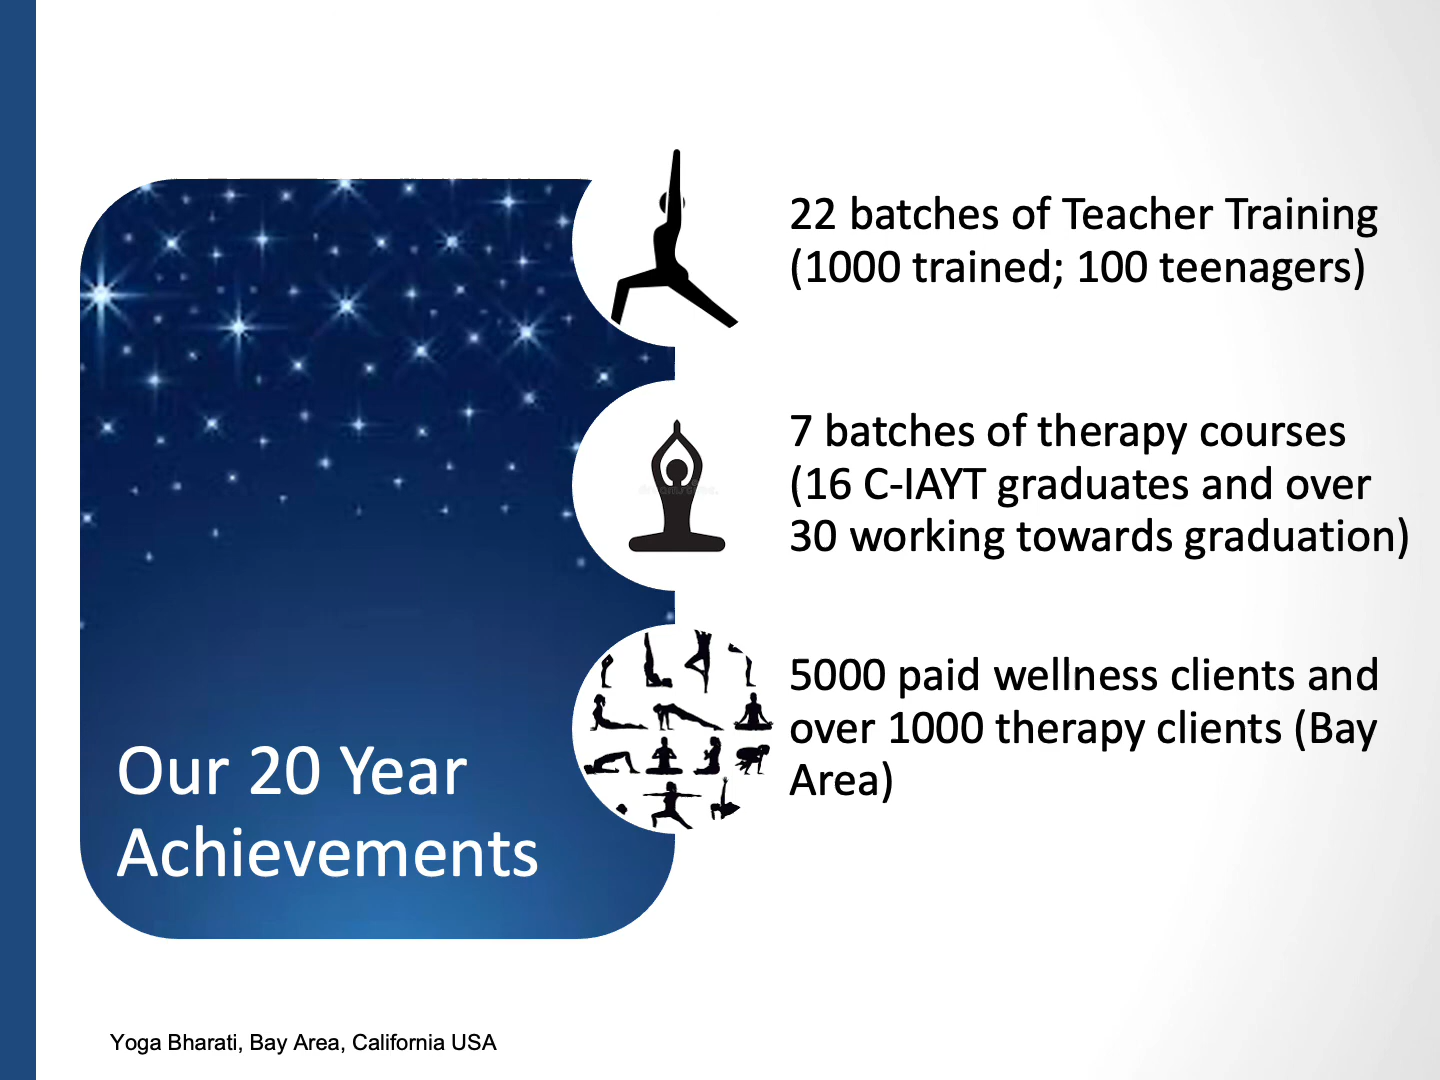 22 batches of Teacher Training
(1000 trained; 100 teenagers)
7 batches of therapy courses
(16 C-IAYT graduates and over
30 working towards graduation)
5000 paid wellness clients and
over 1000 therapy clients (Bay
Area)
Our 20 Year
Achievements
Yoga Bharati, Bay Area, California USA